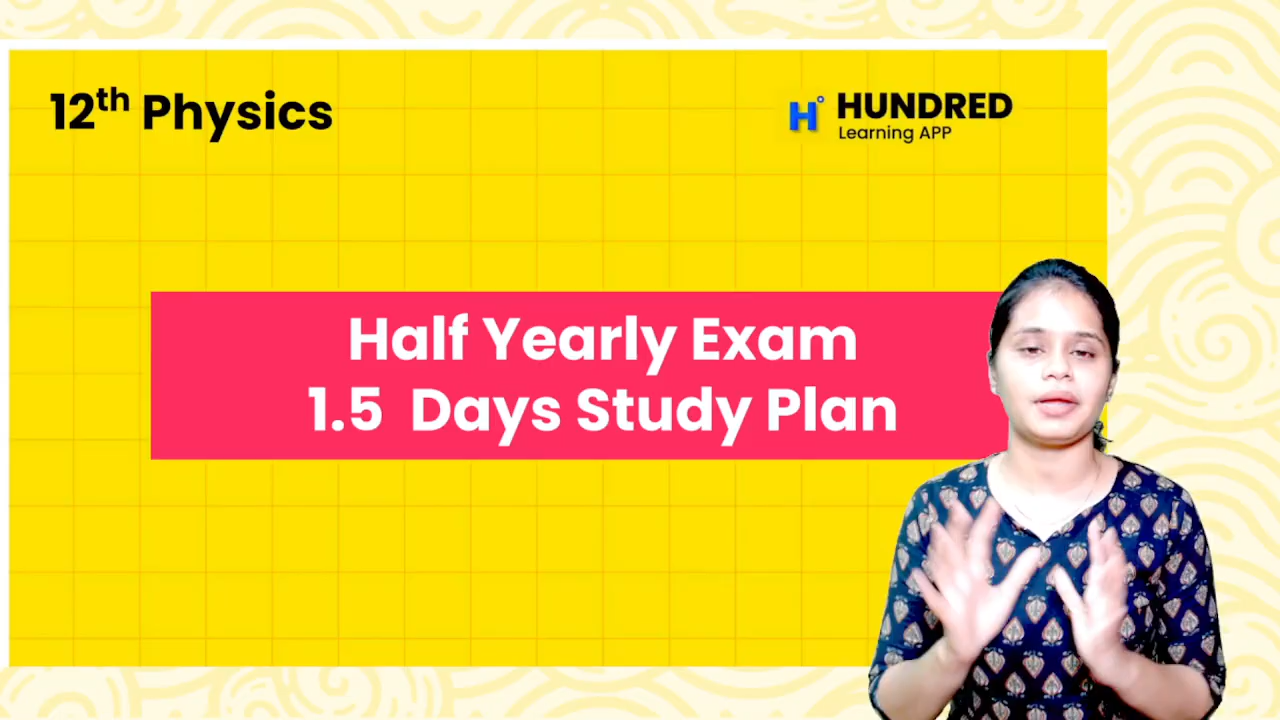 12th Physics
H° HUNDRED
Learning APP
Half Yearly Exam
1.5 Days Study Plan